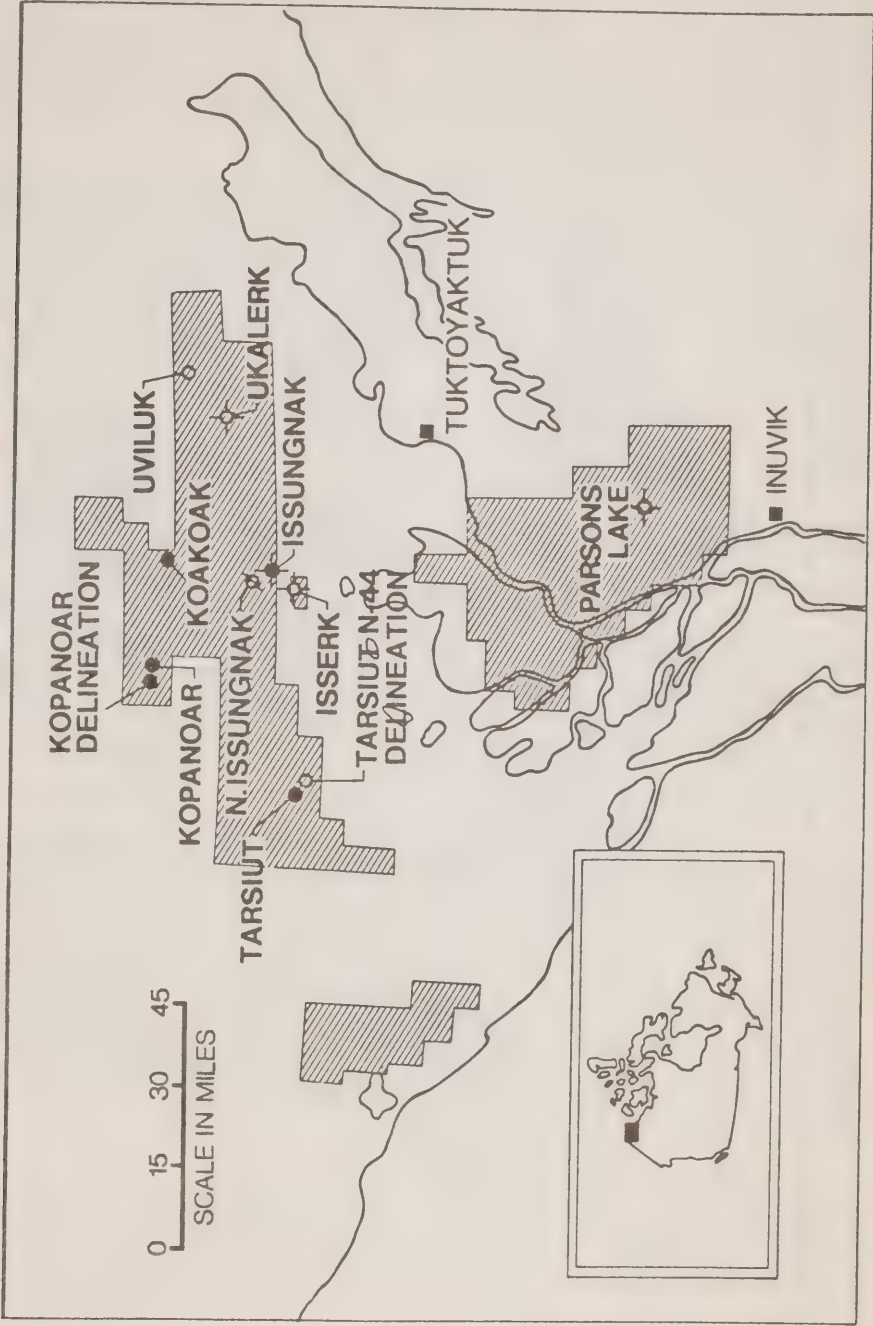 0 15 30 45
SCALE IN MILES
KOPANOAR
DELINEATION
KOPANOAR
UVILUK
KOAKOAK
UKALERK
N.ISSUNGNAK
ISSUNGNAK
TARSIUT
ISSERK
TARSIUT N-44
DELINEATION
TUKTOYAKTUK
PARSONS
LAKE
INUVIK